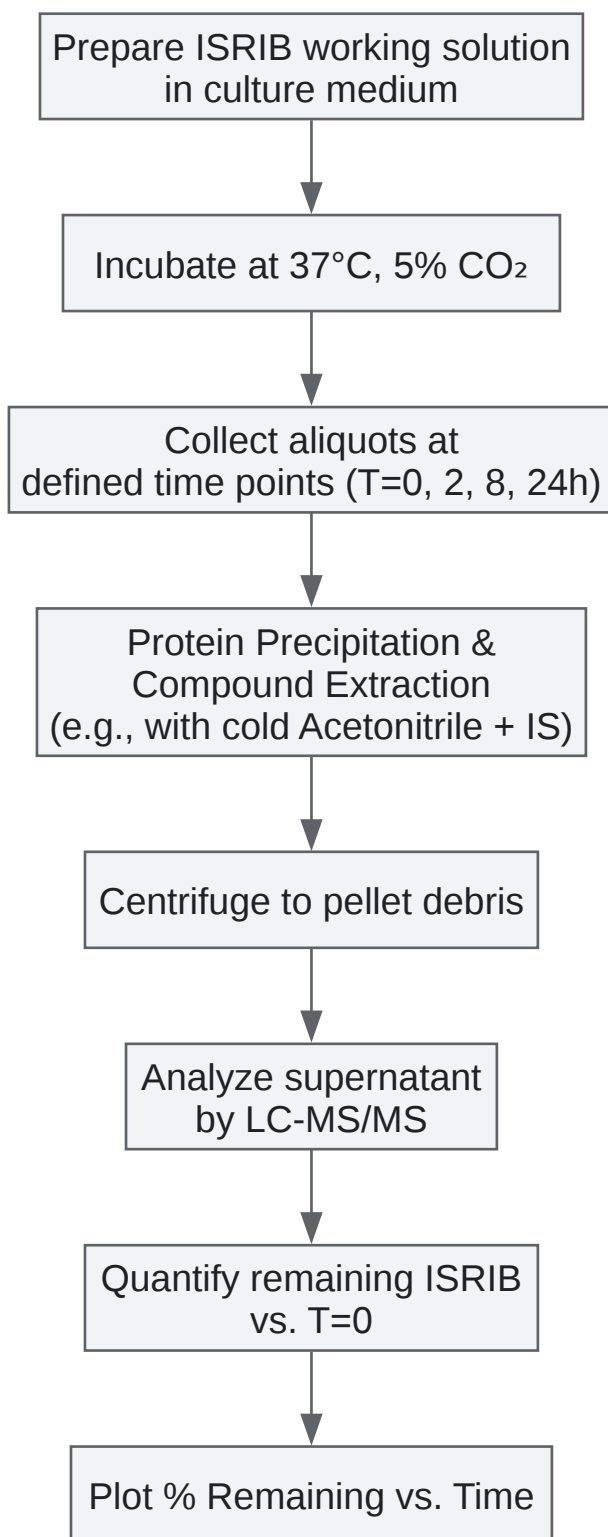 Prepare ISRIB working solution
in culture medium
Incubate at 37°C, 5% CO₂
Collect aliquots at
defined time points (T=0, 2, 8, 24h)
Protein Precipitation &
Compound Extraction
(e.g., with cold Acetonitrile + IS)
Centrifuge to pellet debris
Analyze supernatant
by LC-MS/MS
Quantify remaining ISRIB
vs. T=0
Plot % Remaining vs. Time